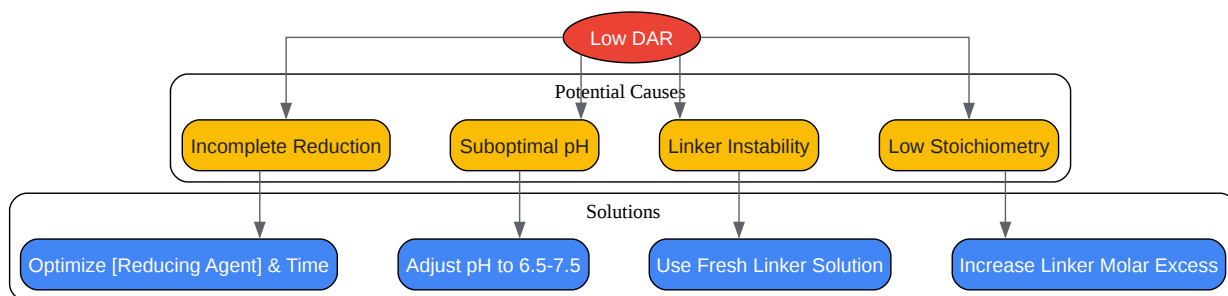 Low DAR
Potential Causes
Incomplete Reduction
Suboptimal pH
Linker Instability
Low Stoichiometry
Solutions
Optimize [Reducing Agent] & Time
Adjust pH to 6.5-7.5
Use Fresh Linker Solution
Increase Linker Molar Excess